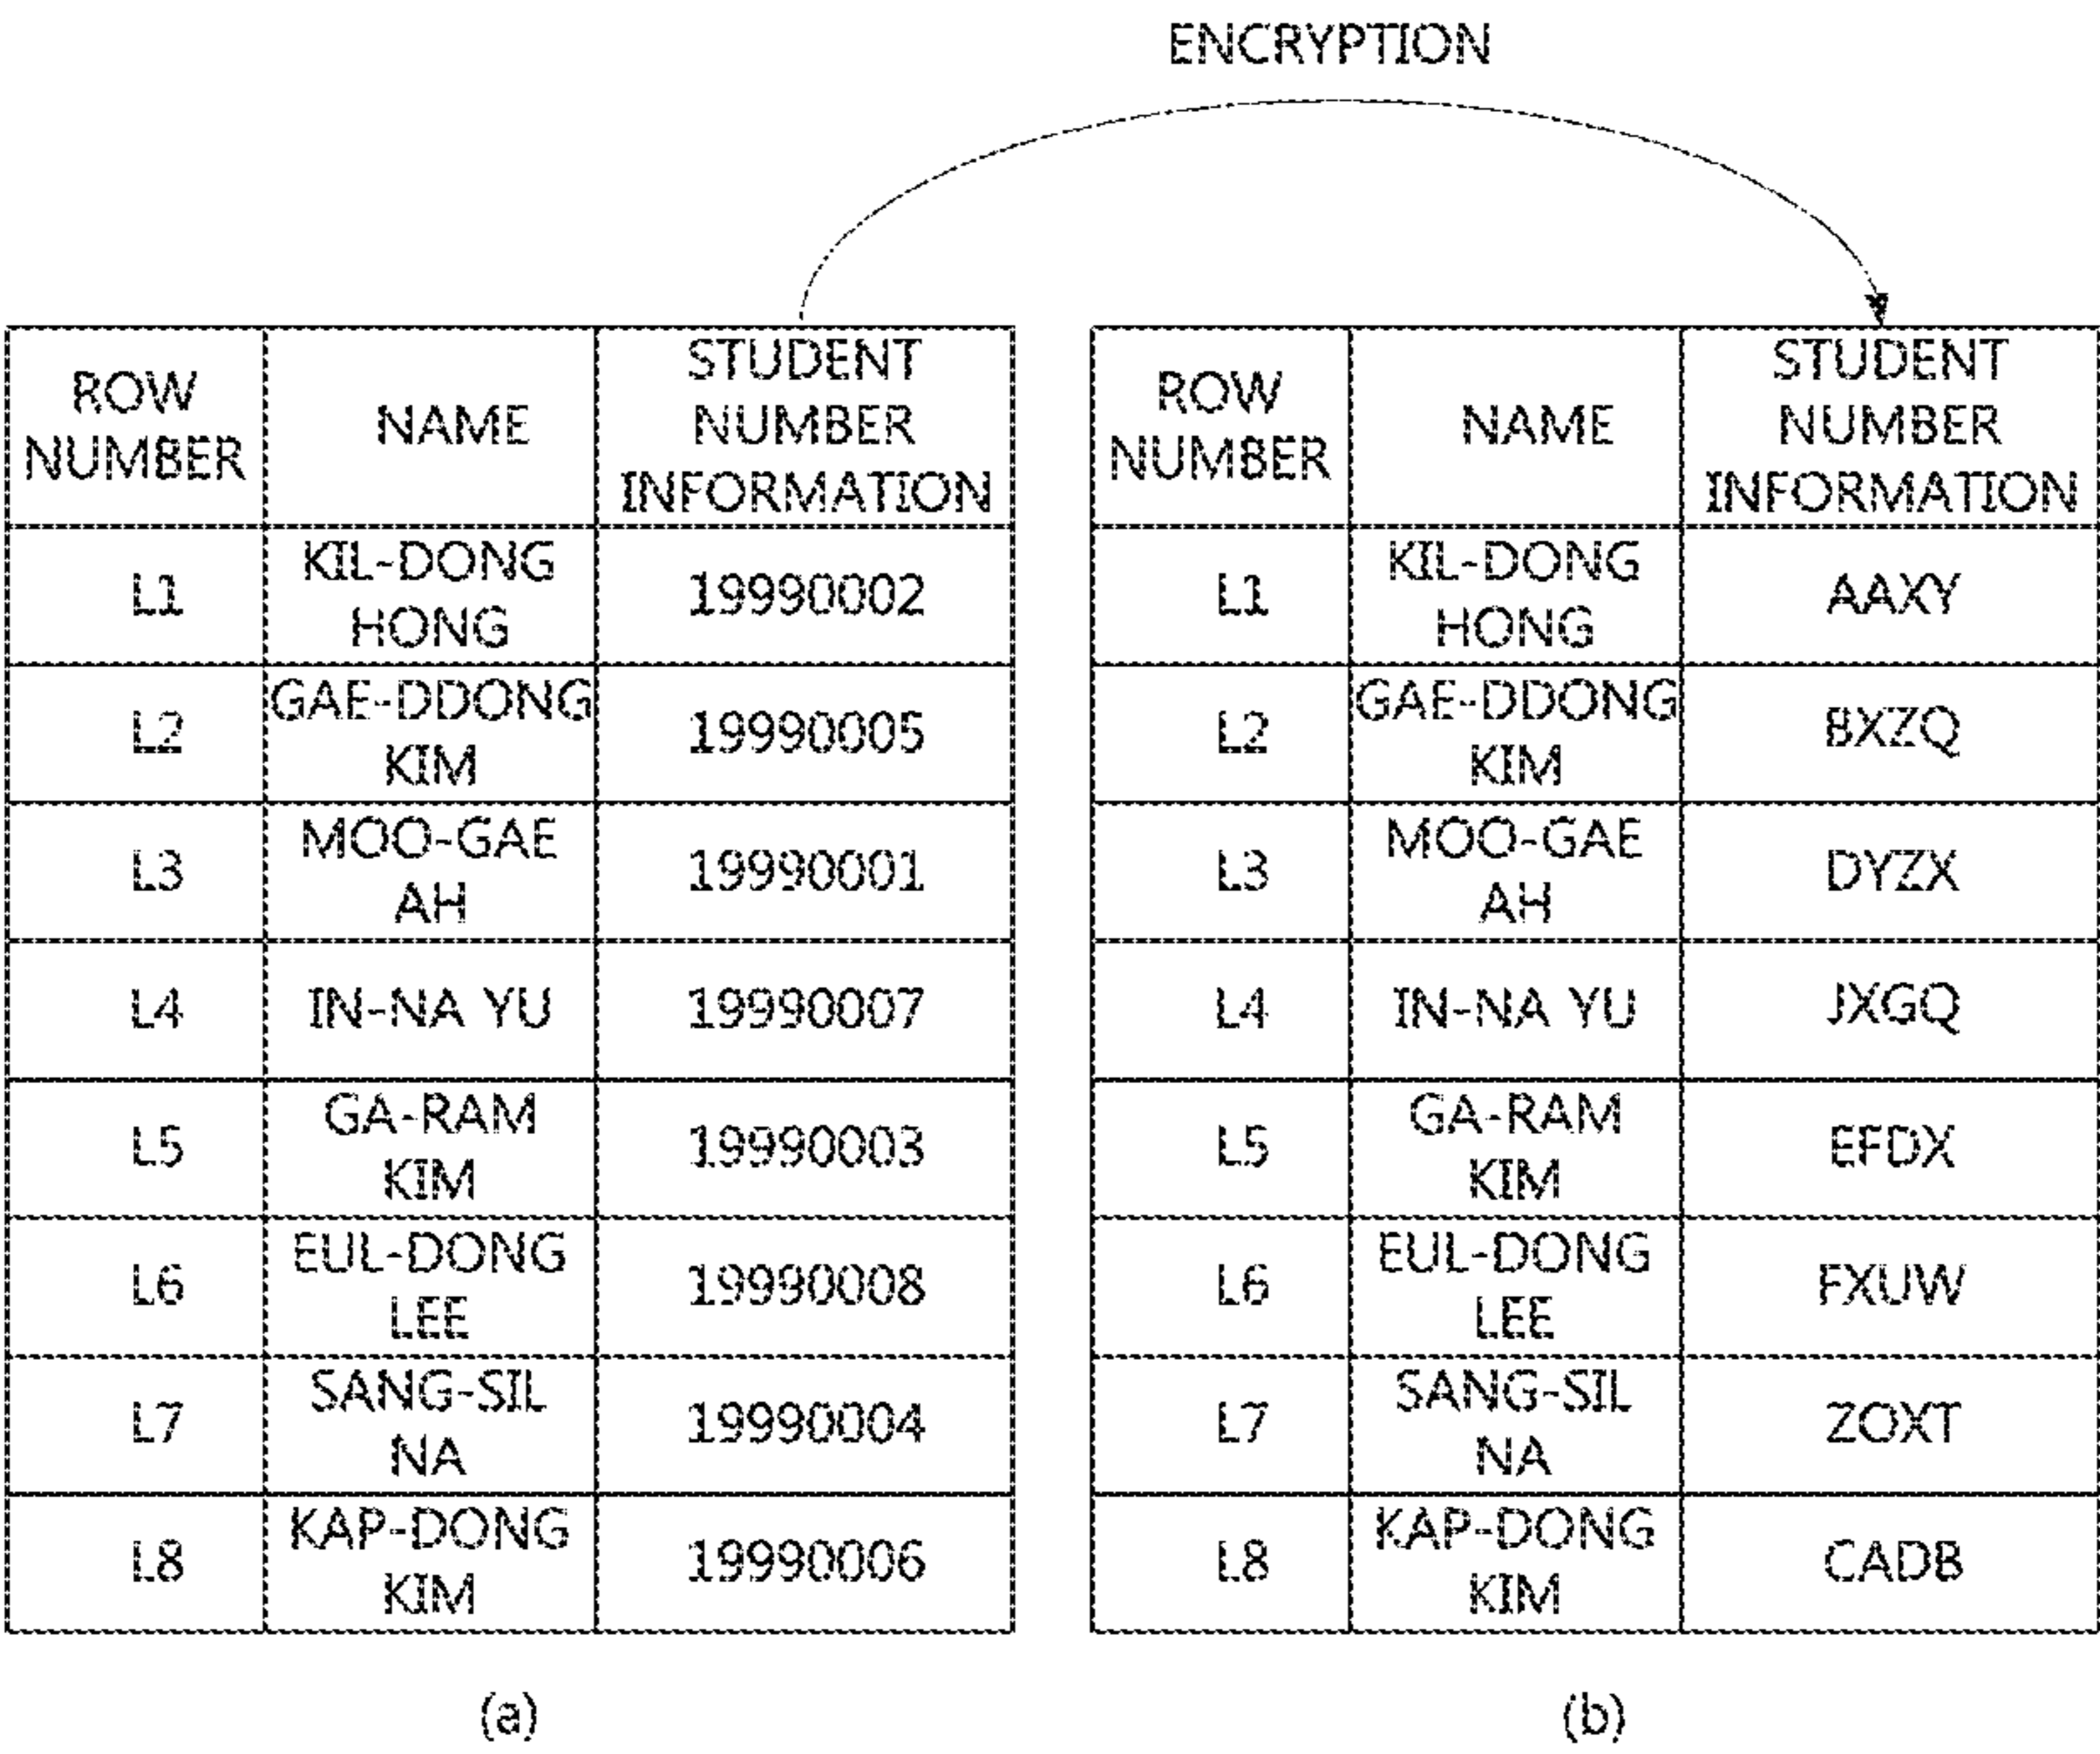 ENCRYPTION
ROW
NUMBER
NAME
STUDENT
NUMBER
INFORMATION
L1
KIL-DONG
HONG
19990002
L2
GAE-DDONG
KIM
19990005
L3
MOO-GAE
AH
19990001
L4
IN-NA YU
19990007
L5
GA-RAM
KIM
19990003
L6
EUL-DONG
LEE
19990008
L7
SANG-SIL
NA
19990004
L8
KAP-DONG
KIM
19990006
(a)
ROW
NUMBER
NAME
STUDENT
NUMBER
INFORMATION
L1
KIL-DONG
HONG
AAXY
L2
GAE-DDONG
KIM
BXZQ
L3
MOO-GAE
AH
DYZX
L4
IN-NA YU
JXGQ
L5
GA-RAM
KIM
EFDX
L6
EUL-DONG
LEE
FXUW
L7
SANG-SIL
NA
ZOXT
L8
KAP-DONG
KIM
CADB
(b)